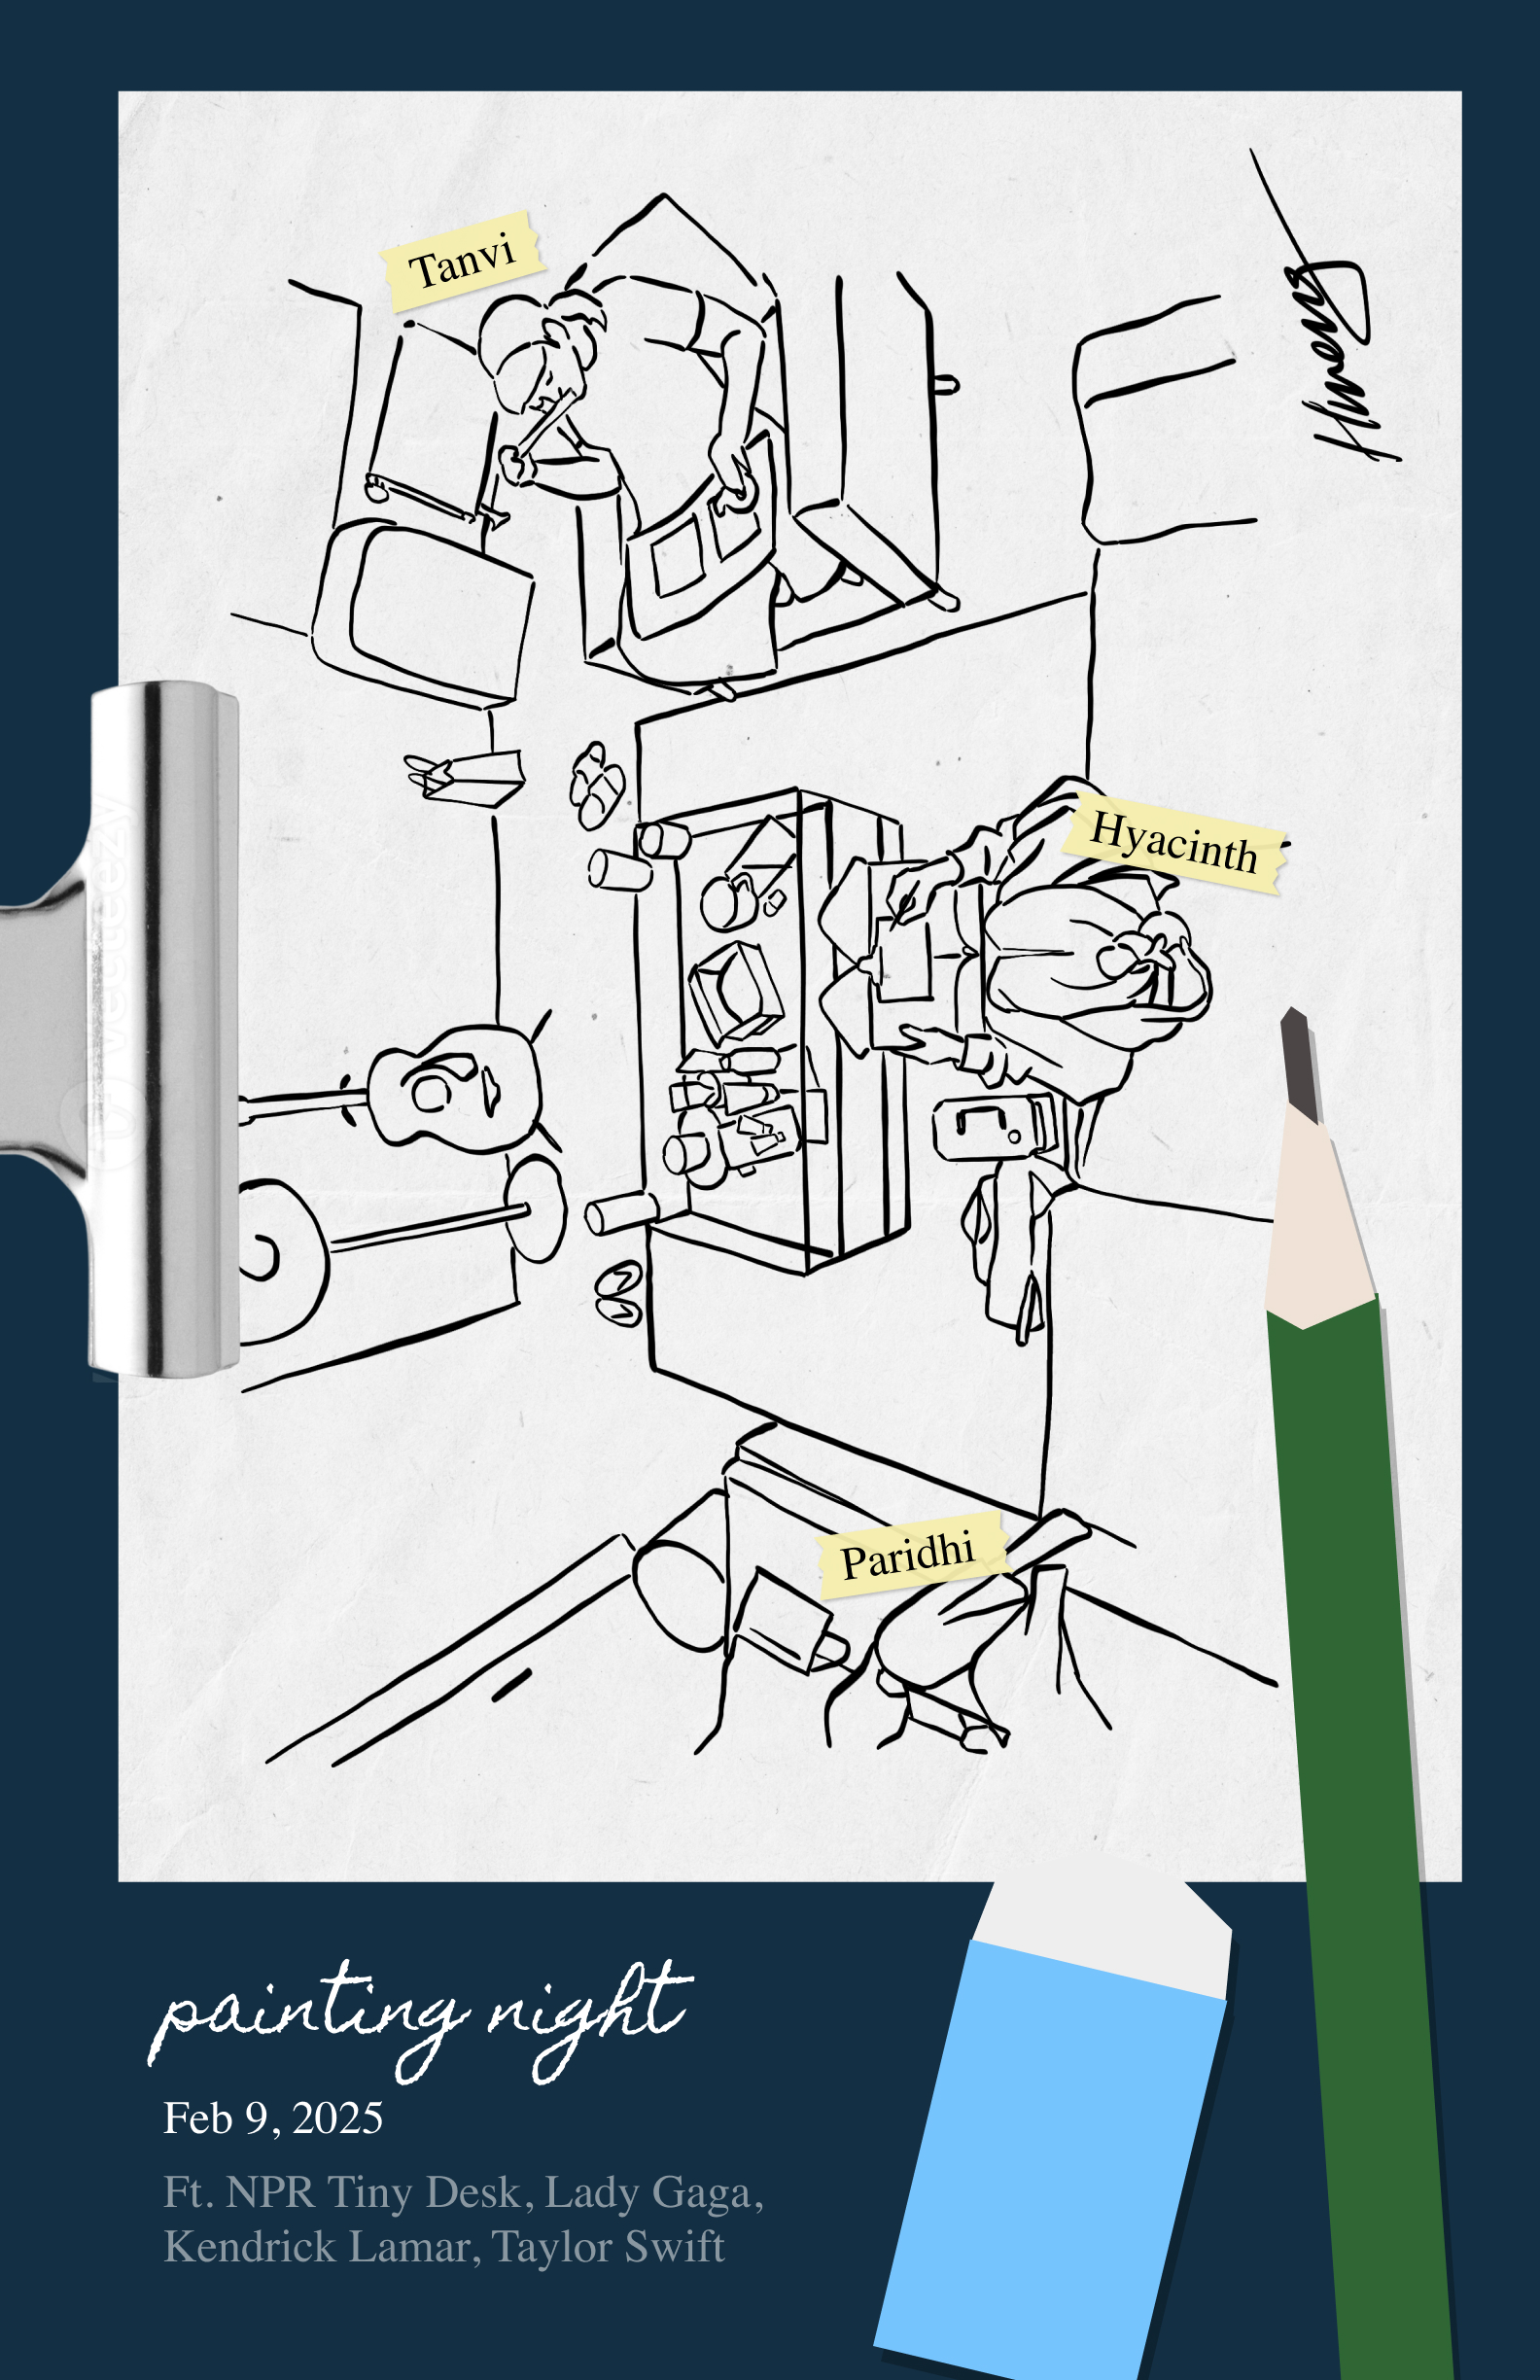 Tanvi
Hyacinth
Paridhi
painting night
Feb 9, 2025
Ft. NPR Tiny Desk, Lady Gaga,
Kendrick Lamar, Taylor Swift